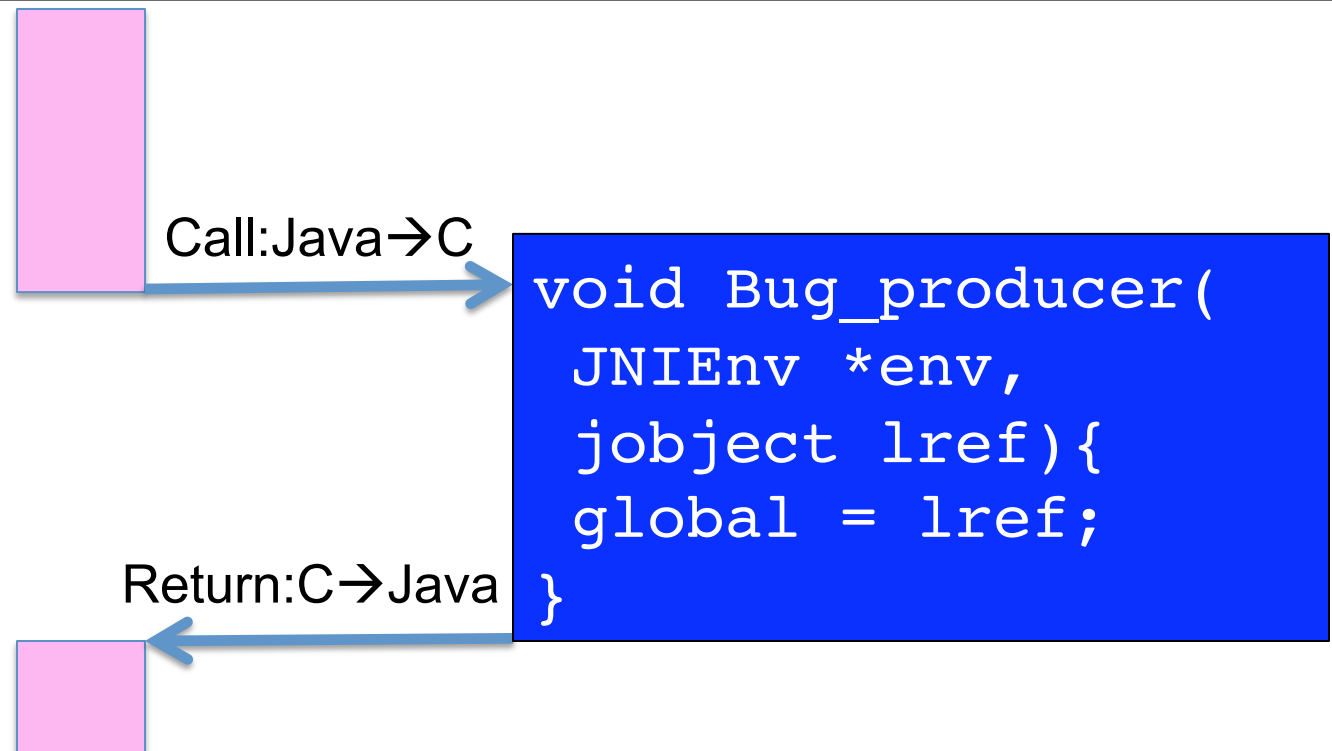 Call:Java→C
void Bug_producer(
JNIEnv *env,
jobject lref){
global = lref;
}
Return:C→Java